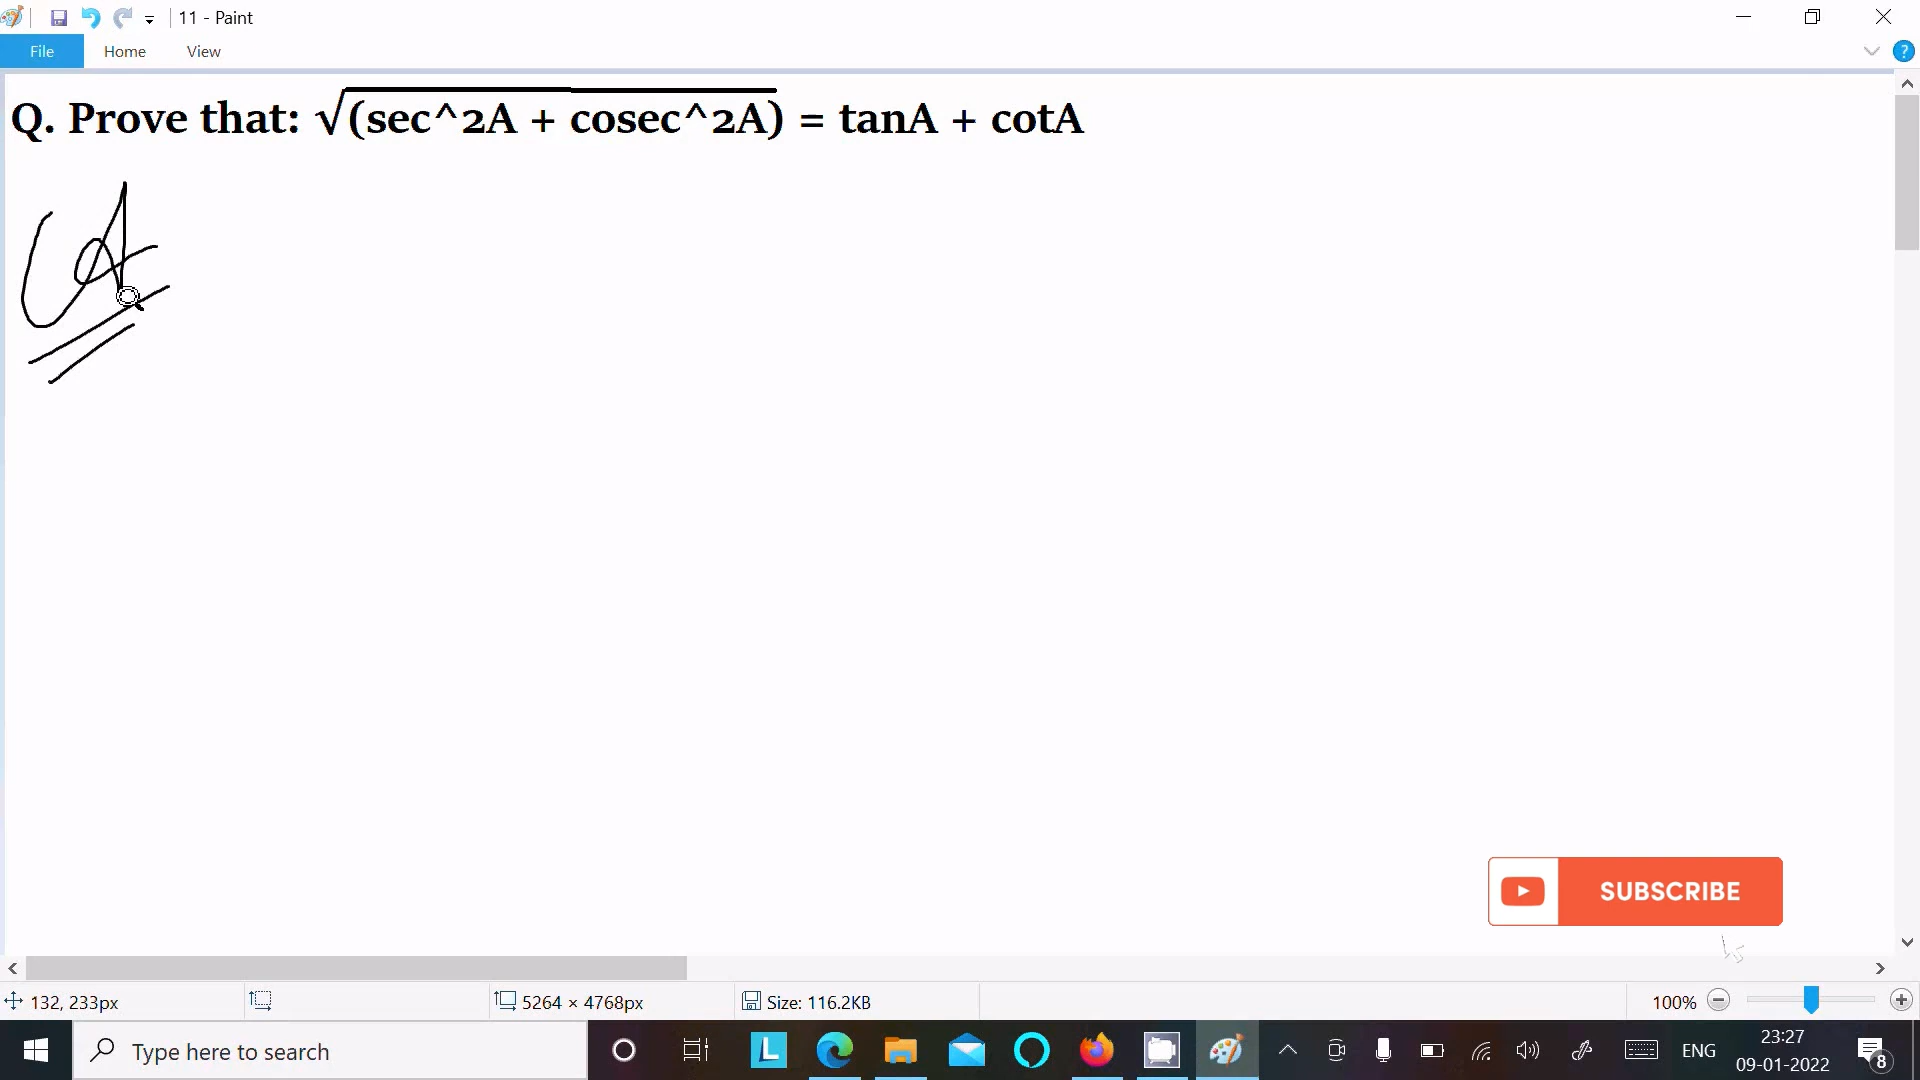 11 - Paint
File Home View
Q. Prove that: √(sec^2A + cosec^2A) = tanA + cotA
SUBSCRIBE
132, 233px 5264 × 4768px Size: 116.2KB 100%
Type here to search ENG 23:27
09-01-2022 8